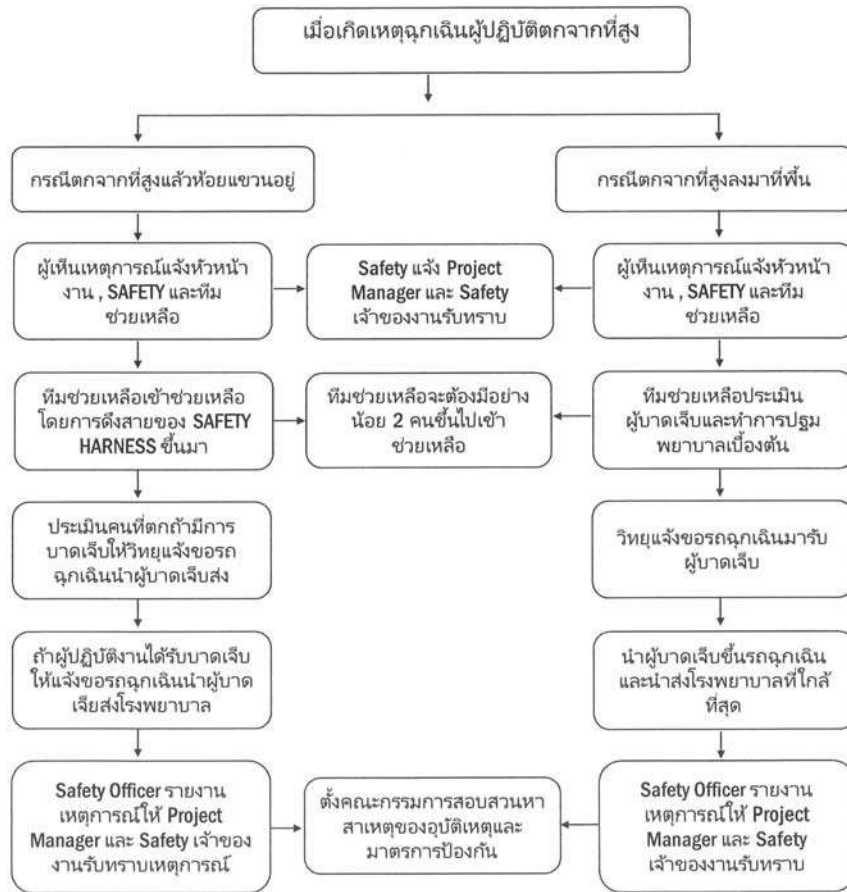 เมื่อเกิดเหตุฉุกเฉินผู้ปฏิบัติตกจากที่สูง
กรณีตกจากที่สูงแล้วห้อยแขวนอยู่
กรณีตกจากที่สูงลงมาที่พื้น
ผู้เห็นเหตุการณ์แจ้งหัวหน้า
งาน , SAFETY และทีม
ช่วยเหลือ
Safety แจ้ง Project
Manager และ Safety
เจ้าของงานรับทราบ
ผู้เห็นเหตุการณ์แจ้งหัวหน้า
งาน , SAFETY และทีม
ช่วยเหลือ
ทีมช่วยเหลือเข้าช่วยเหลือ
โดยการดึงสายของ SAFETY
HARNESS ขึ้นมา
ทีมช่วยเหลือจะต้องมีอย่าง
น้อย 2 คนขึ้นไปเข้า
ช่วยเหลือ
ทีมช่วยเหลือประเมิน
ผู้บาดเจ็บและทำการปฐม
พยาบาลเบื้องต้น
ประเมินคนที่ตกถ้ามีการ
บาดเจ็บให้วิทยุแจ้งขอรถ
ฉุกเฉินนำผู้บาดเจ็บส่ง
วิทยุแจ้งขอรถฉุกเฉินมารับ
ผู้บาดเจ็บ
ถ้าผู้ปฏิบัติงานได้รับบาดเจ็บ
ให้แจ้งขอรถฉุกเฉินนำผู้บาด
เจียส่งโรงพยาบาล
นำผู้บาดเจ็บขึ้นรถฉุกเฉิน
และนำส่งโรงพยาบาลที่ใกล้
ที่สุด
Safety Officer รายงาน
เหตุการณ์ให้ Project
Manager และ Safety เจ้าของ
งานรับทราบเหตุการณ์
ตั้งคณะกรรมการสอบสวนหา
สาเหตุของอุบัติเหตุและ
มาตรการป้องกัน
Safety Officer รายงาน
เหตุการณ์ให้ Project
Manager และ Safety
เจ้าของงานรับทราบ